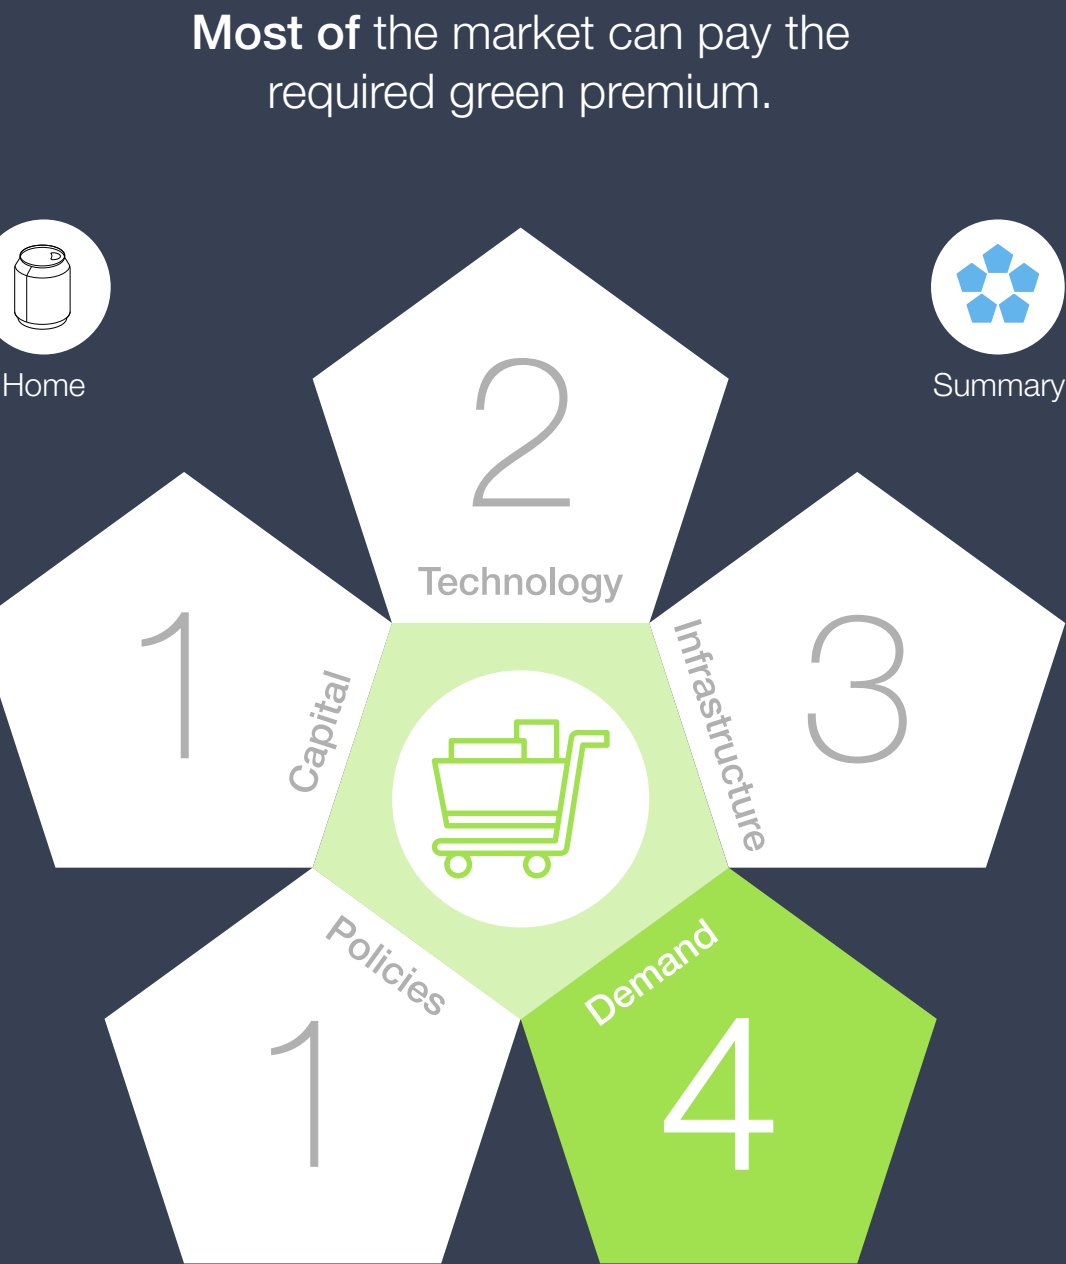 Most of the market can pay the
required green premium.
Home
Summary
2
Technology
1
Capital
Infrastructure
3
Policies
1
Demand
4